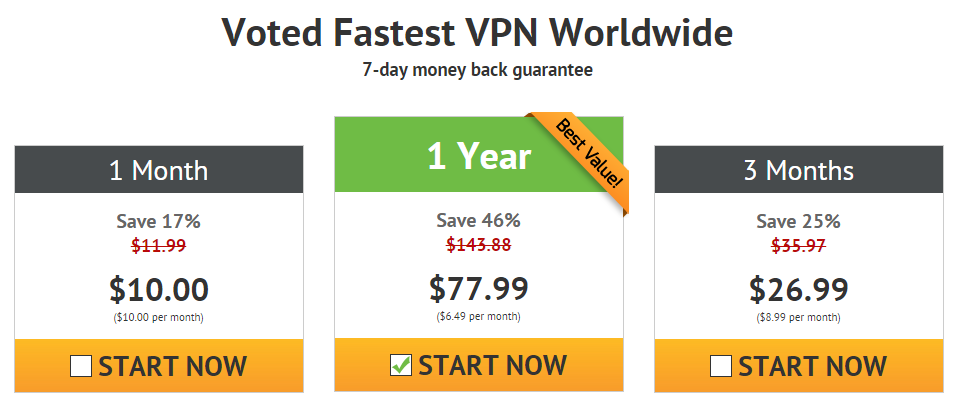 Voted Fastest VPN Worldwide
7-day money back guarantee
1 Month
Save 17%
$11.99
$10.00
($10.00 per month)
START NOW
1 Year
Best Value!
Save 46%
$143.88
$77.99
($6.49 per month)
START NOW
3 Months
Save 25%
$35.97
$26.99
($8.99 per month)
START NOW